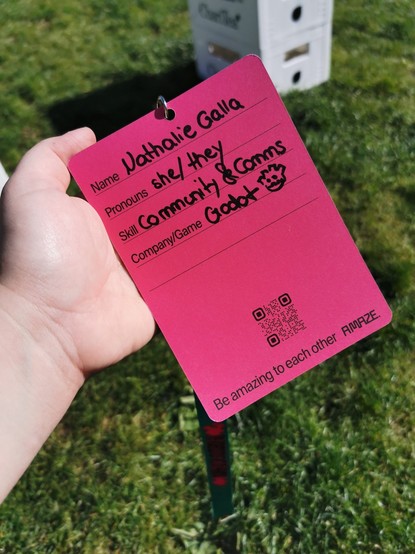 Name Nathalie Galla
Pronouns she/they
Skill Community & Comms
Company/Game Godot
Be amazing to each other AMAZE